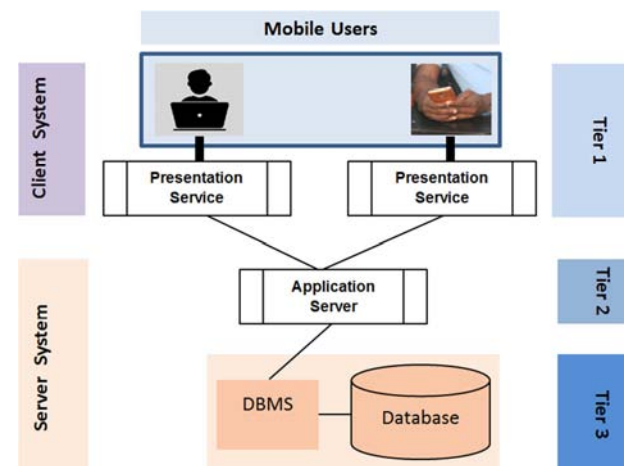 Mobile Users
Client System
Tier 1
Presentation
Service
Presentation
Service
Server System
Application
Server
Tier 2
DBMS
Database
Tier 3